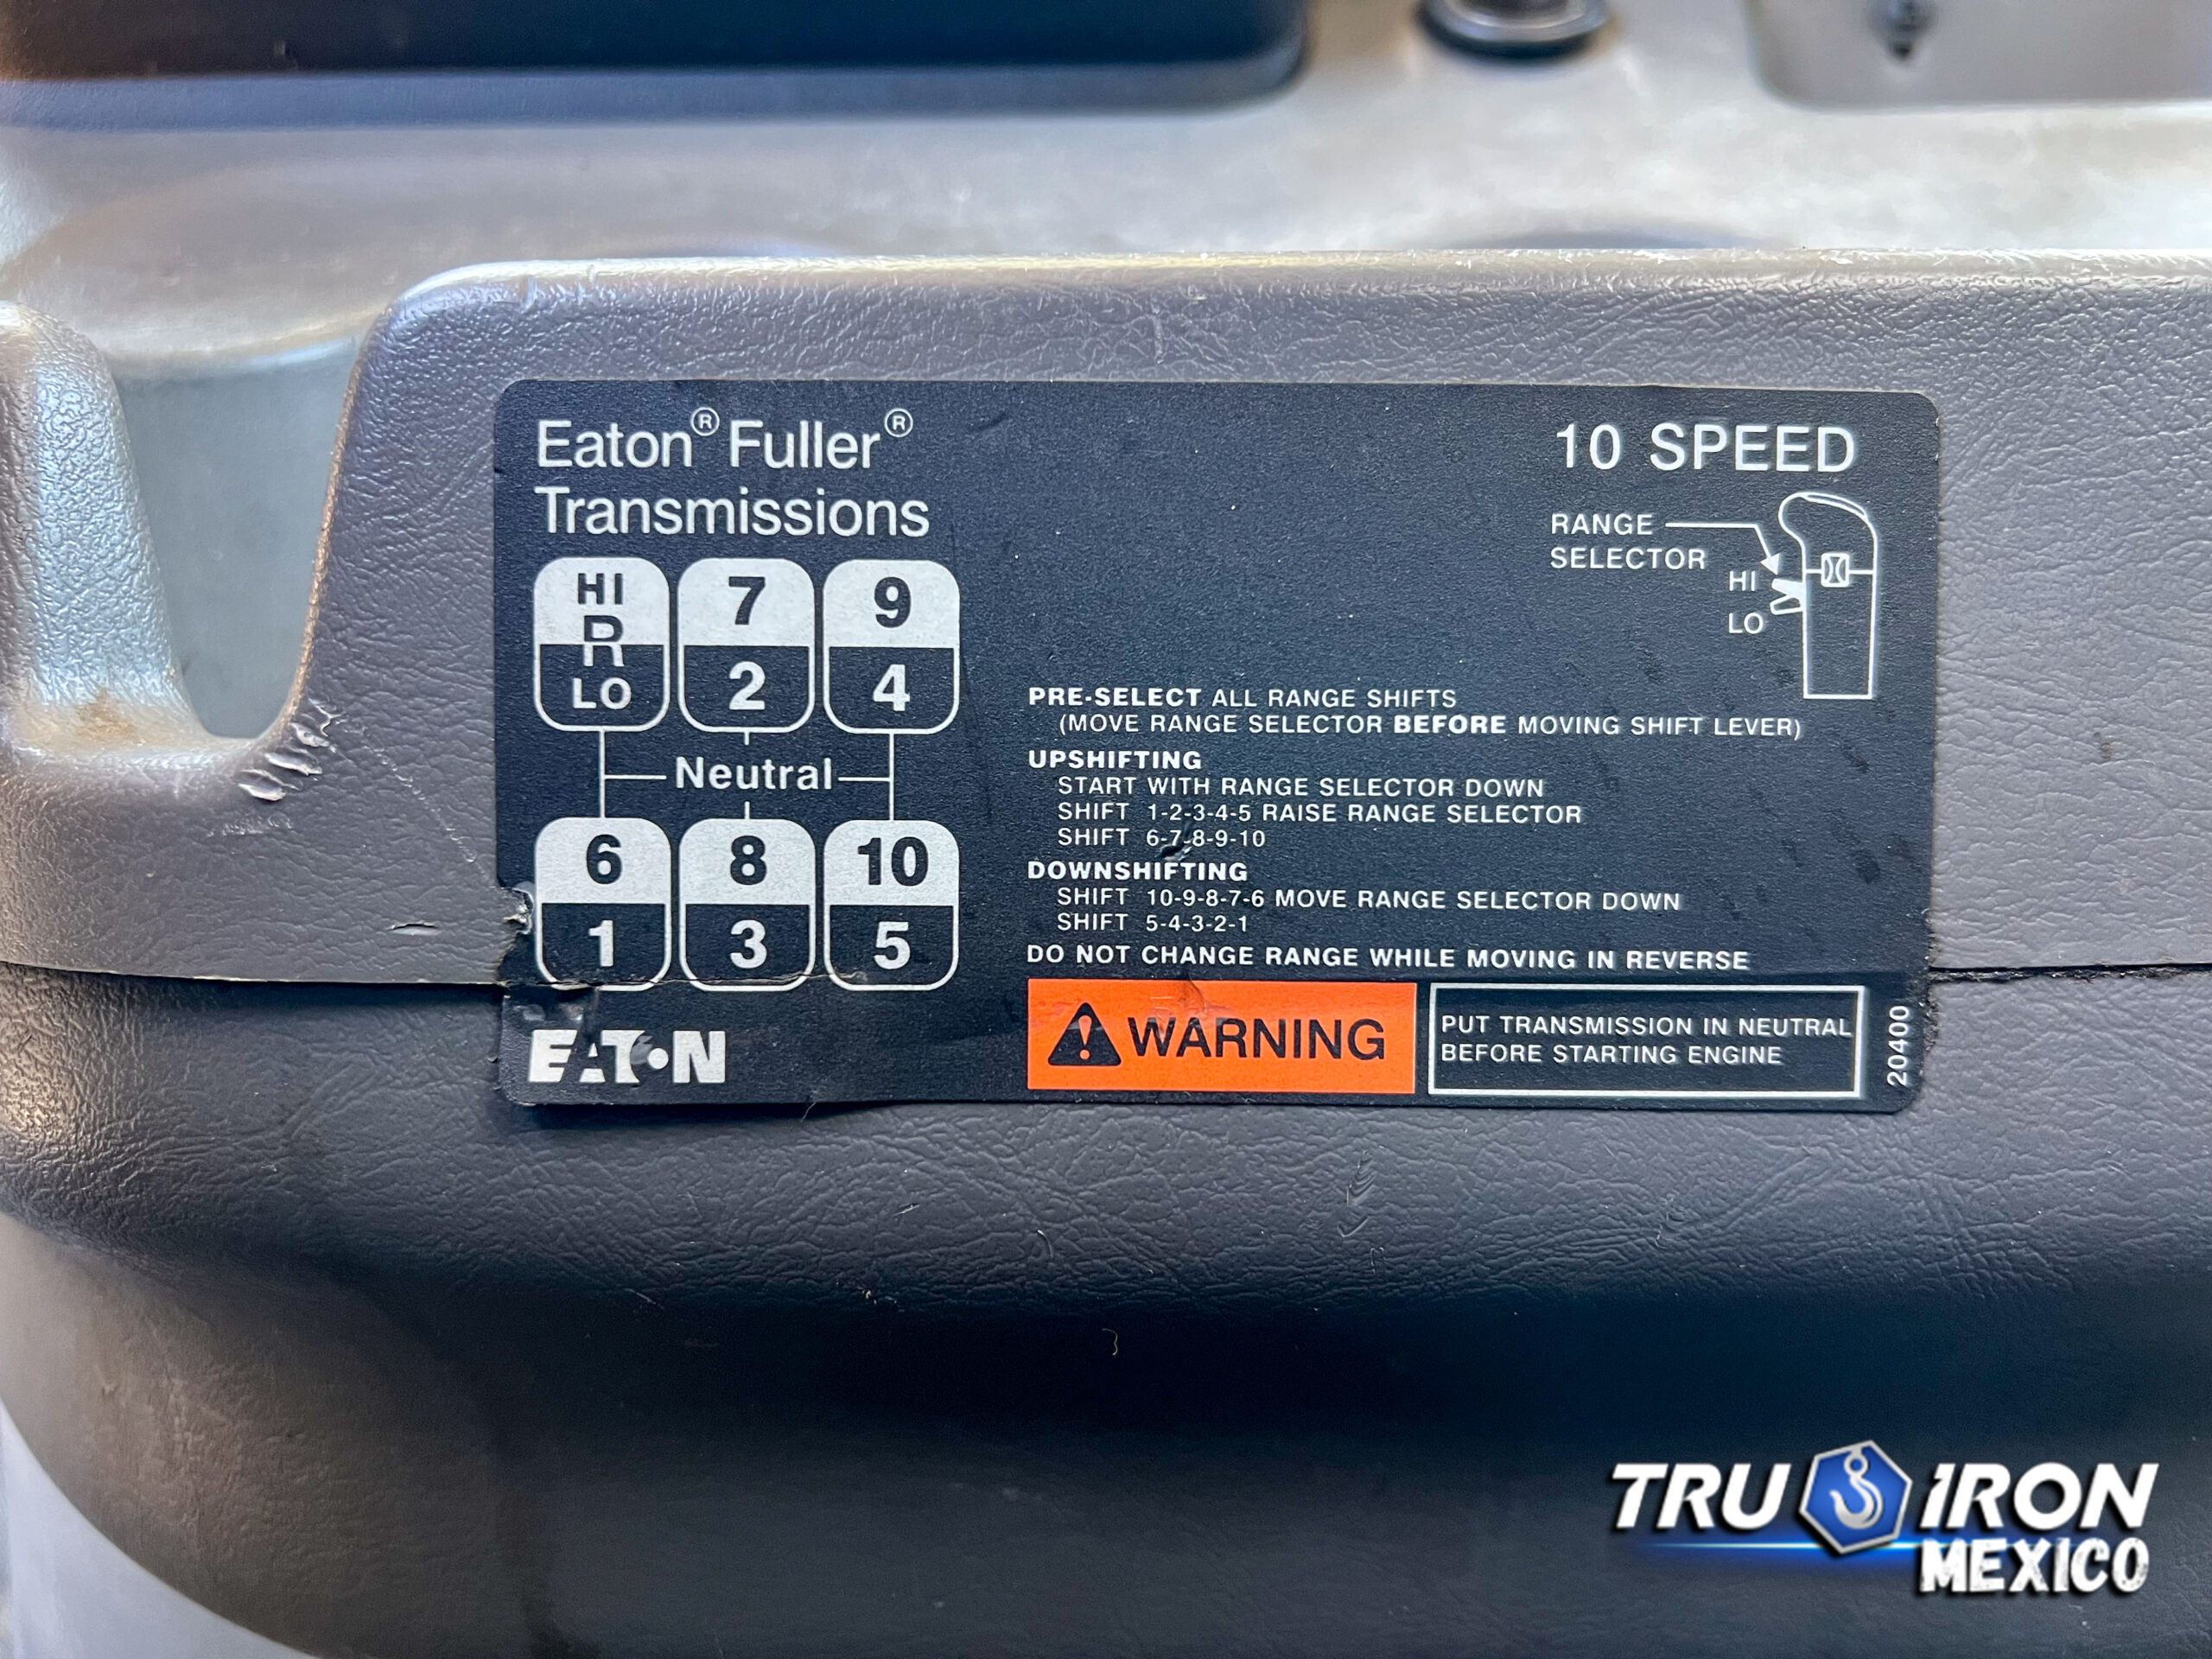 Eaton® Fuller®
Transmissions
10 SPEED
RANGE
SELECTOR
HI
LO
HI 7 9
R
LO 2 4
Neutral
6 8 10
1 3 5
PRE-SELECT ALL RANGE SHIFTS
(MOVE RANGE SELECTOR BEFORE MOVING SHIFT LEVER)
UPSHIFTING
START WITH RANGE SELECTOR DOWN
SHIFT 1-2-3-4-5 RAISE RANGE SELECTOR
SHIFT 6-7-8-9-10
DOWNSHIFTING
SHIFT 10-9-8-7-6 MOVE RANGE SELECTOR DOWN
SHIFT 5-4-3-2-1
DO NOT CHANGE RANGE WHILE MOVING IN REVERSE
EATON
WARNING
PUT TRANSMISSION IN NEUTRAL
BEFORE STARTING ENGINE
20400
TRU IRON
MEXICO